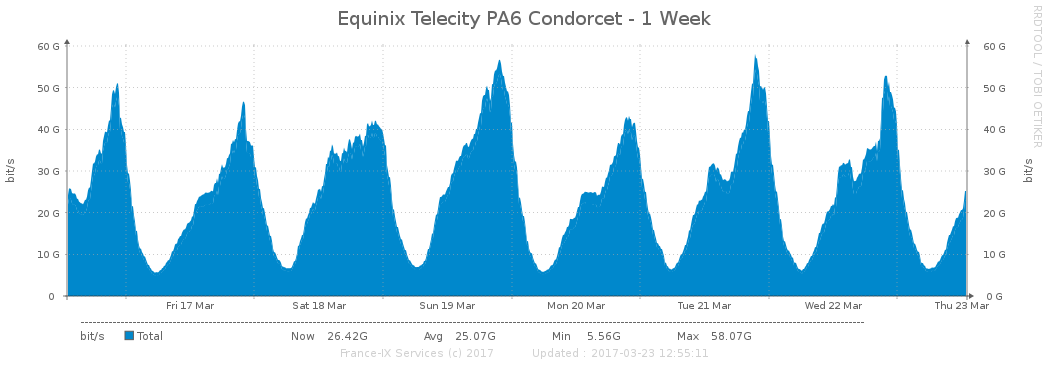 Equinix Telecity PA6 Condorcet - 1 Week
RRDTOOL / TOBI OETIKER
bit/s
60 G
50 G
40 G
30 G
20 G
10 G
0
60 G
50 G
40 G
30 G
20 G
10 G
0 G
bit/s
Fri 17 Mar Sat 18 Mar Sun 19 Mar Mon 20 Mar Tue 21 Mar Wed 22 Mar Thu 23 Mar
bit/s Total Now 26.42G Avg 25.07G Min 5.56G Max 58.07G
France-IX Services (c) 2017 Updated : 2017-03-23 12:55:11